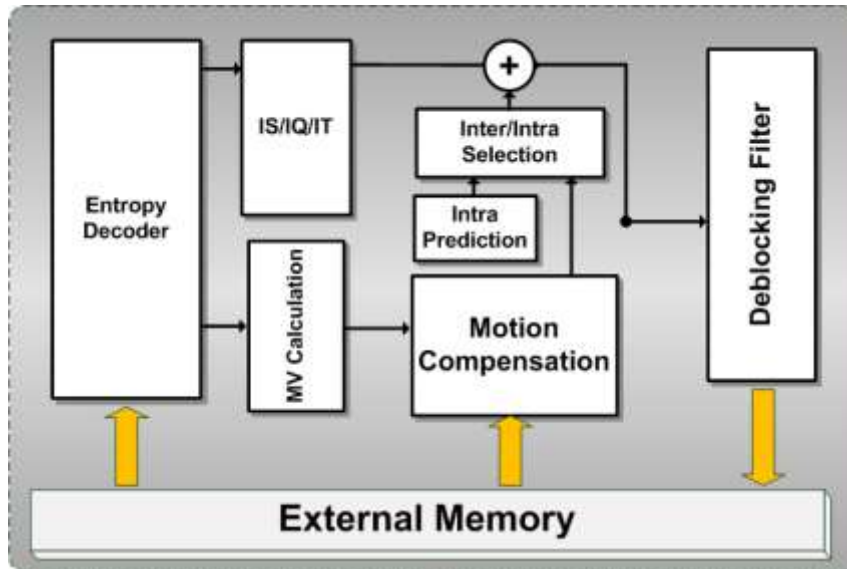 Entropy
Decoder
IS/IQ/IT
MV Calculation
+
Inter/Intra
Selection
Intra
Prediction
Motion
Compensation
Deblocking Filter
External Memory